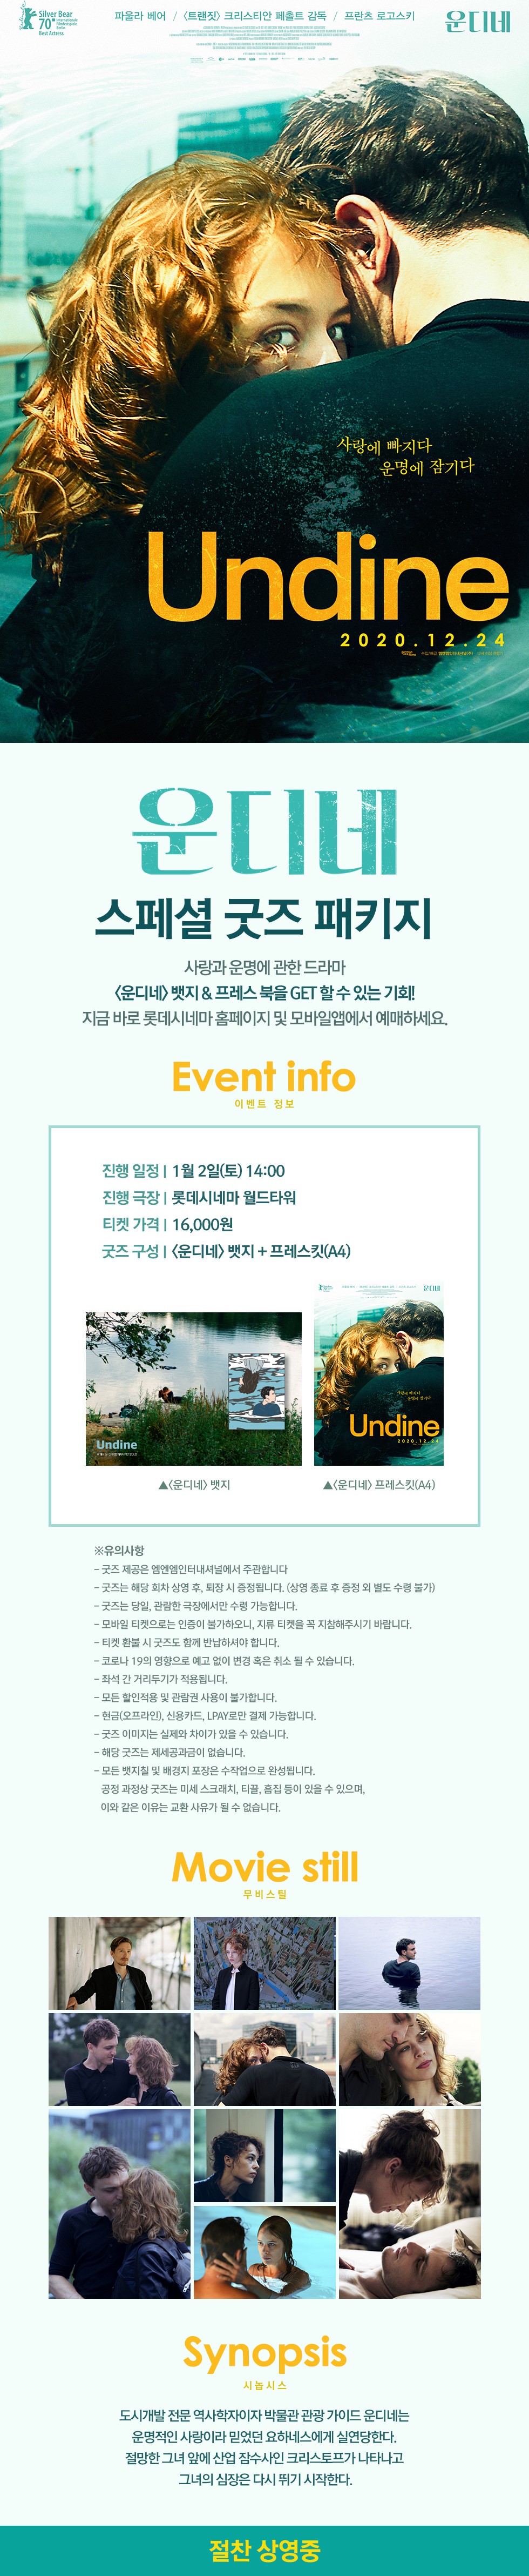 Silver Bear
70* Internationale
Filmfestspiele
Berlin
Best Actress
파울라 베어 / 〈트랜짓〉 크리스티안 페촐트 감독 / 프란츠 로고스키
운디네
사랑에 빠지다
운명에 잠기다
Undine
2020.12.24
운디네
스페셜 굿즈 패키지
사랑과 운명에 관한 드라마
〈운디네〉 뱃지 & 프레스 북을 GET 할 수 있는 기회!
지금 바로 롯데시네마 홈페이지 및 모바일앱에서 예매하세요.
Event info
이벤트 정보
진행 일정 | 1월 2일(토) 14:00
진행 극장 | 롯데시네마 월드타워
티켓 가격 | 16,000원
굿즈 구성 | 〈운디네〉 뱃지 + 프레스킷(A4)
Undine
운디네
사랑에 빠지다
운명에 잠기다
Undine
2020.12.24
▲〈운디네〉 뱃지
▲〈운디네〉 프레스킷(A4)
※유의사항
– 굿즈 제공은 엠엔엠인터내셔널에서 주관합니다
– 굿즈는 해당 회차 상영 후, 퇴장 시 증정됩니다. (상영 종료 후 증정 외 별도 수령 불가)
– 굿즈는 당일, 관람한 극장에서만 수령 가능합니다.
– 모바일 티켓으로는 인증이 불가하오니, 지류 티켓을 꼭 지참해주시기 바랍니다.
– 티켓 환불 시 굿즈도 함께 반납하셔야 합니다.
– 코로나 19의 영향으로 예고 없이 변경 혹은 취소 될 수 있습니다.
– 좌석 간 거리두기가 적용됩니다.
– 모든 할인적용 및 관람권 사용이 불가합니다.
– 현금(오프라인), 신용카드, LPAY로만 결제 가능합니다.
– 굿즈 이미지는 실제와 차이가 있을 수 있습니다.
– 해당 굿즈는 제세공과금이 없습니다.
– 모든 뱃지칠 및 배경지 포장은 수작업으로 완성됩니다.
공정 과정상 굿즈는 미세 스크래치, 티끌, 흠집 등이 있을 수 있으며,
이와 같은 이유는 교환 사유가 될 수 없습니다.
Movie still
무비스틸
Synopsis
시놉시스
도시개발 전문 역사학자이자 박물관 관광 가이드 운디네는
운명적인 사랑이라 믿었던 요하네스에게 실연당한다.
절망한 그녀 앞에 산업 잠수사인 크리스토프가 나타나고
그녀의 심장은 다시 뛰기 시작한다.
절찬 상영중